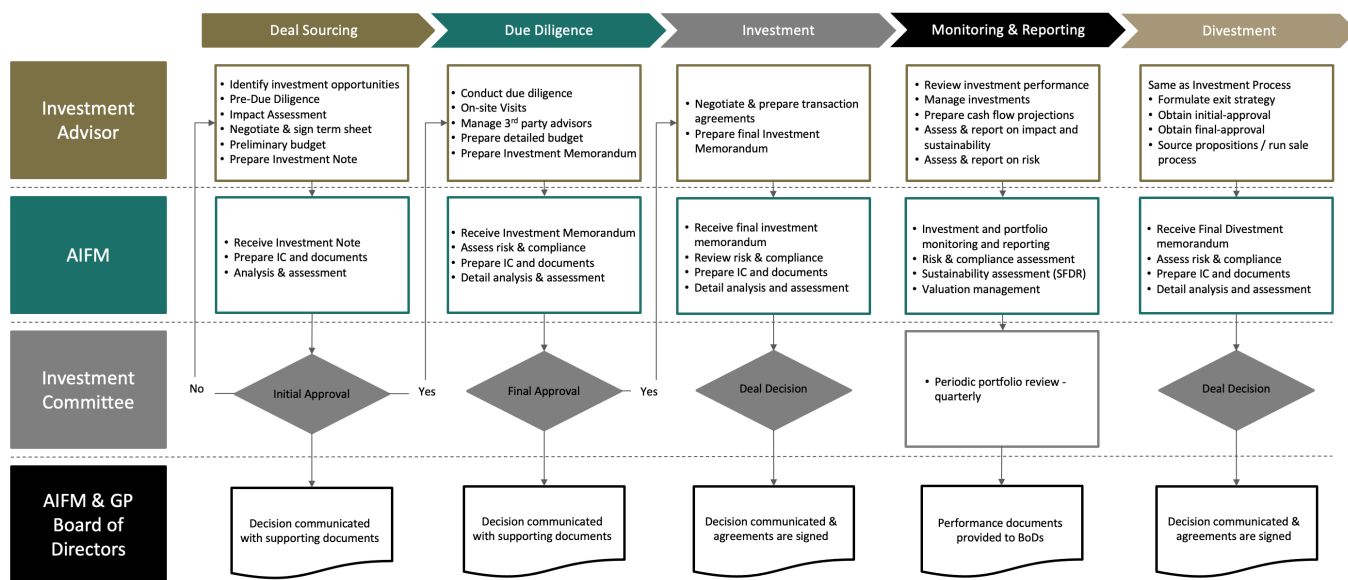 Deal Sourcing
Due Diligence
Investment
Monitoring & Reporting
Divestment
Investment
Advisor
• Identify investment opportunities
• Pre-Due Diligence
• Impact Assessment
• Negotiate & sign term sheet
• Preliminary budget
• Prepare Investment Note
• Conduct due diligence
• On-site Visits
• Manage 3rd party advisors
• Prepare detailed budget
• Prepare Investment Memorandum
• Negotiate & prepare transaction
agreements
• Prepare final Investment
Memorandum
• Review investment performance
• Manage investments
• Prepare cash flow projections
• Assess & report on impact and
sustainability
• Assess & report on risk
Same as Investment Process
• Formulate exit strategy
• Obtain initial-approval
• Obtain final-approval
• Source propositions / run sale
process
AIFM
• Receive Investment Note
• Prepare IC and documents
• Analysis & assessment
• Receive Investment Memorandum
• Assess risk & compliance
• Prepare IC and documents
• Detail analysis & assessment
• Receive final investment
memorandum
• Review risk & compliance
• Prepare IC and documents
• Detail analysis and assessment
• Investment and portfolio
monitoring and reporting
• Risk & compliance assessment
• Sustainability assessment (SFDR)
• Valuation management
• Receive Final Divestment
memorandum
• Assess risk & compliance
• Prepare IC and documents
• Detail analysis and assessment
Investment
Committee
No
Initial Approval
Yes
Final Approval
Yes
Deal Decision
• Periodic portfolio review -
quarterly
Deal Decision
AIFM & GP
Board of
Directors
Decision communicated
with supporting documents
Decision communicated
with supporting documents
Decision communicated &
agreements are signed
Performance documents
provided to BoDs
Decision communicated &
agreements are signed